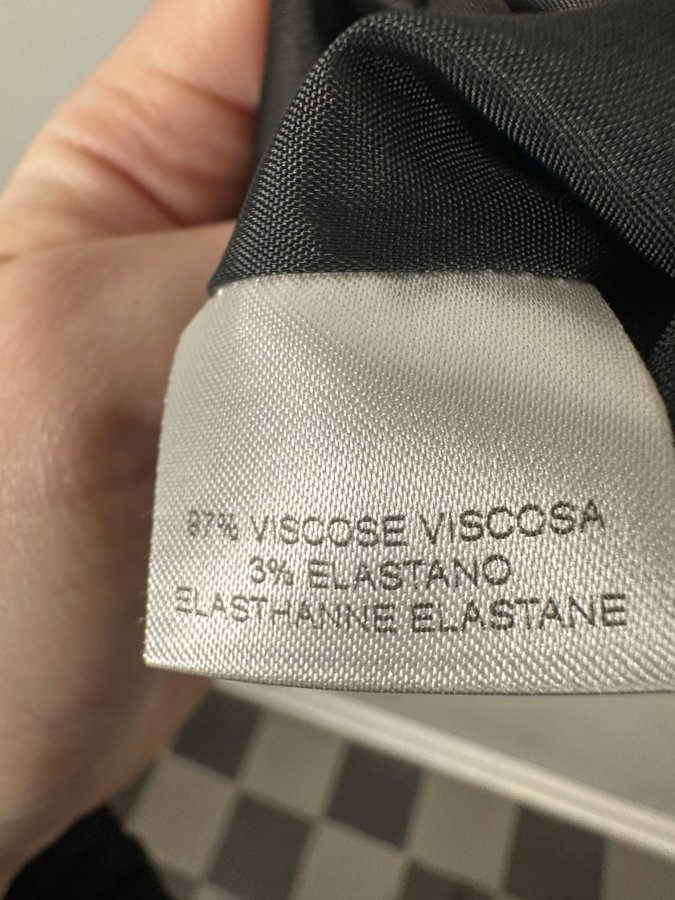 97% VISCOSE VISCOSA
3% ELASTANO
ELASTHANNE ELASTANE